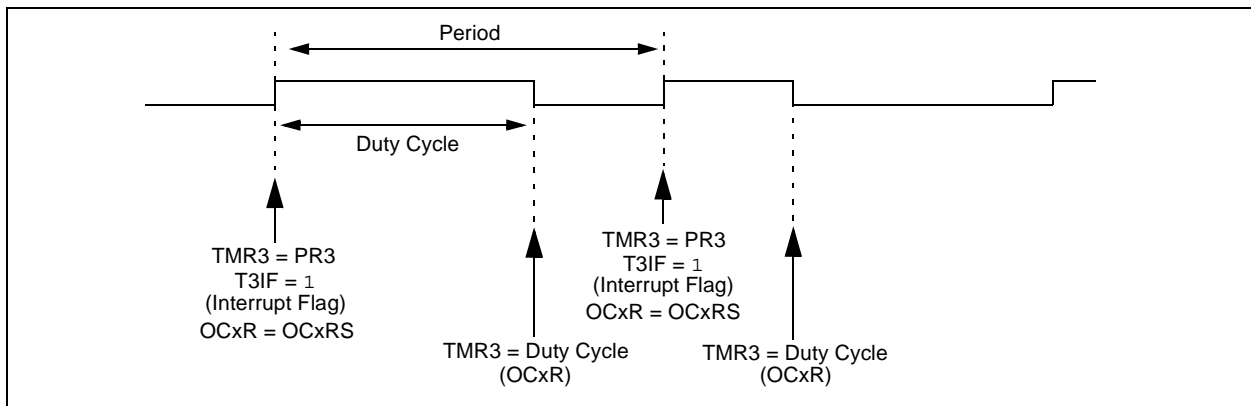 Period
Duty Cycle
TMR3 = PR3
T3IF = 1
(Interrupt Flag)
OCxR = OCxRS
TMR3 = Duty Cycle
(OCxR)
TMR3 = PR3
T3IF = 1
(Interrupt Flag)
OCxR = OCxRS
TMR3 = Duty Cycle
(OCxR)